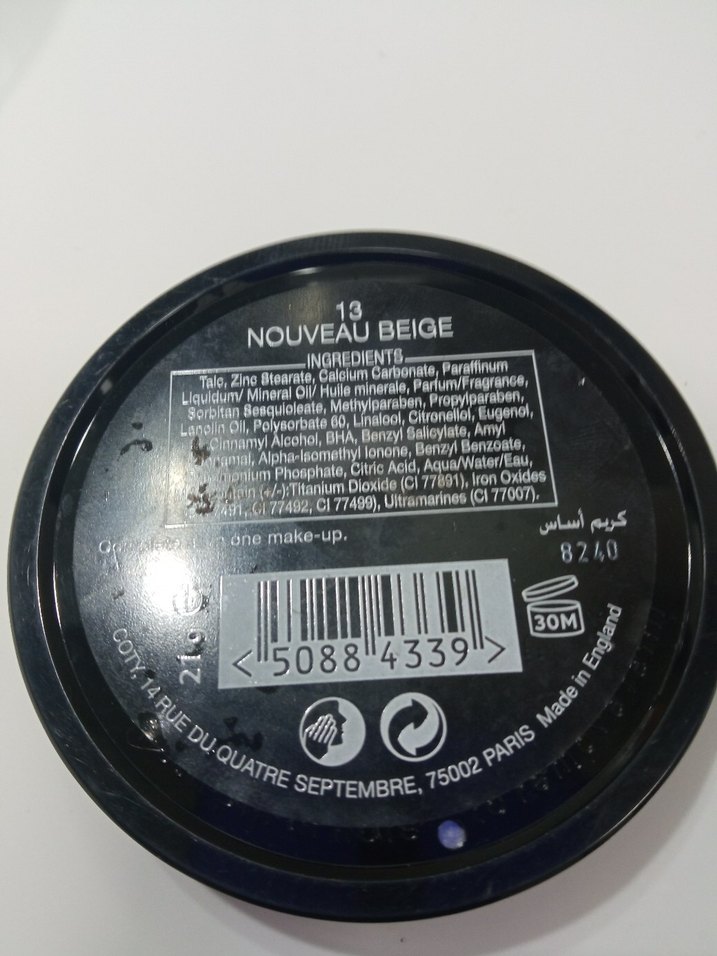 13
NOUVEAU BEIGE
INGREDIENTS
Talc, Zinc Stearate, Calcium Carbonate, Paraffinum
Liquidum/ Mineral Oil/ Huile minerale, Parfum/Fragrance,
Sorbitan Sesquioleate, Methylparaben, Propylparaben,
Lanolin Oil, Polysorbate 60, Linalool, Citronellol, Eugenol,
Cinnamyl Alcohol, BHA, Benzyl Salicylate, Amyl
Alpha-Isomethyl Ionone, Benzyl Benzoate,
Phosphate, Citric Acid, Aqua/Water/Eau,
(+/-):Titanium Dioxide (CI 77891), Iron Oxides
CI 77492, CI 77499), Ultramarines (CI 77007).
one make-up.
كريم أساس
8240
21g
30M
<5088 4339>
COTY, 14 RUE DU QUATRE SEPTEMBRE, 75002 PARIS Made in England